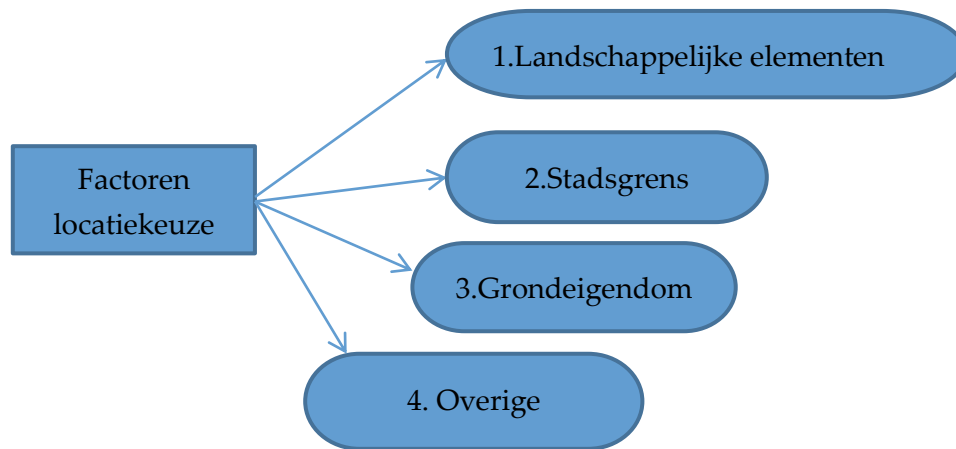 Factoren
locatiekeuze
1.Landschappelijke elementen
2.Stadsgrens
3.Grondeigendom
4. Overige